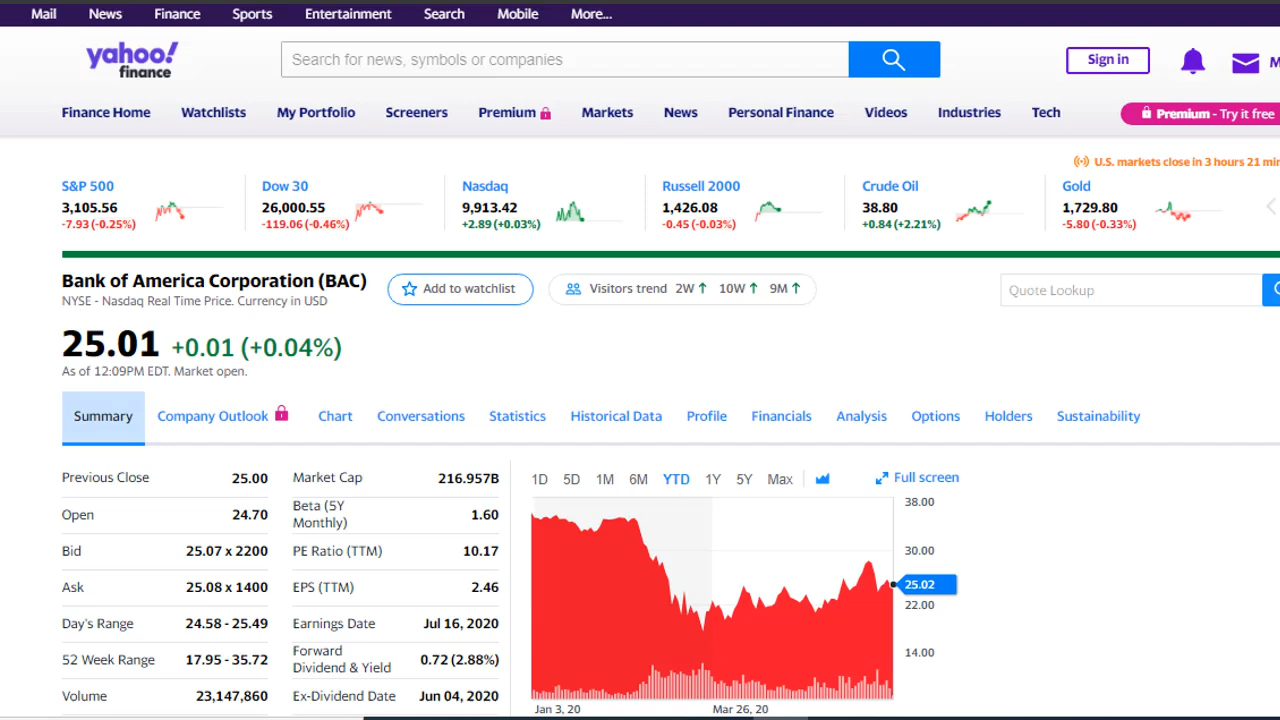 Mail News Finance Sports Entertainment Search Mobile More...
yahoo!
finance
Search for news, symbols or companies
Sign in
M
Finance Home Watchlists My Portfolio Screeners Premium Markets News Personal Finance Videos Industries Tech
Premium - Try it free
U.S. markets close in 3 hours 21 min
S&P 500 Dow 30 Nasdaq Russell 2000 Crude Oil Gold
3,105.56 26,000.55 9,913.42 1,426.08 38.80 1,729.80
-7.93 (-0.25%) -119.06 (-0.46%) +2.89 (+0.03%) -0.45 (-0.03%) +0.84 (+2.21%) -5.80 (-0.33%)
Bank of America Corporation (BAC)
NYSE - Nasdaq Real Time Price. Currency in USD
Add to watchlist
Visitors trend 2W↑ 10W↑ 9M↑
Quote Lookup
25.01 +0.01 (+0.04%)
As of 12:09PM EDT. Market open.
Summary Company Outlook Chart Conversations Statistics Historical Data Profile Financials Analysis Options Holders Sustainability
Previous Close 25.00
Open 24.70
Bid 25.07 x 2200
Ask 25.08 x 1400
Day's Range 24.58 - 25.49
52 Week Range 17.95 - 35.72
Volume 23,147,860
Market Cap 216.957B
Beta (5Y
Monthly) 1.60
PE Ratio (TTM) 10.17
EPS (TTM) 2.46
Earnings Date Jul 16, 2020
Forward
Dividend & Yield 0.72 (2.88%)
Ex-Dividend Date Jun 04, 2020
1D 5D 1M 6M YTD 1Y 5Y Max
Full screen
38.00
30.00
25.02
22.00
14.00
Jan 3, 20 Mar 26, 20